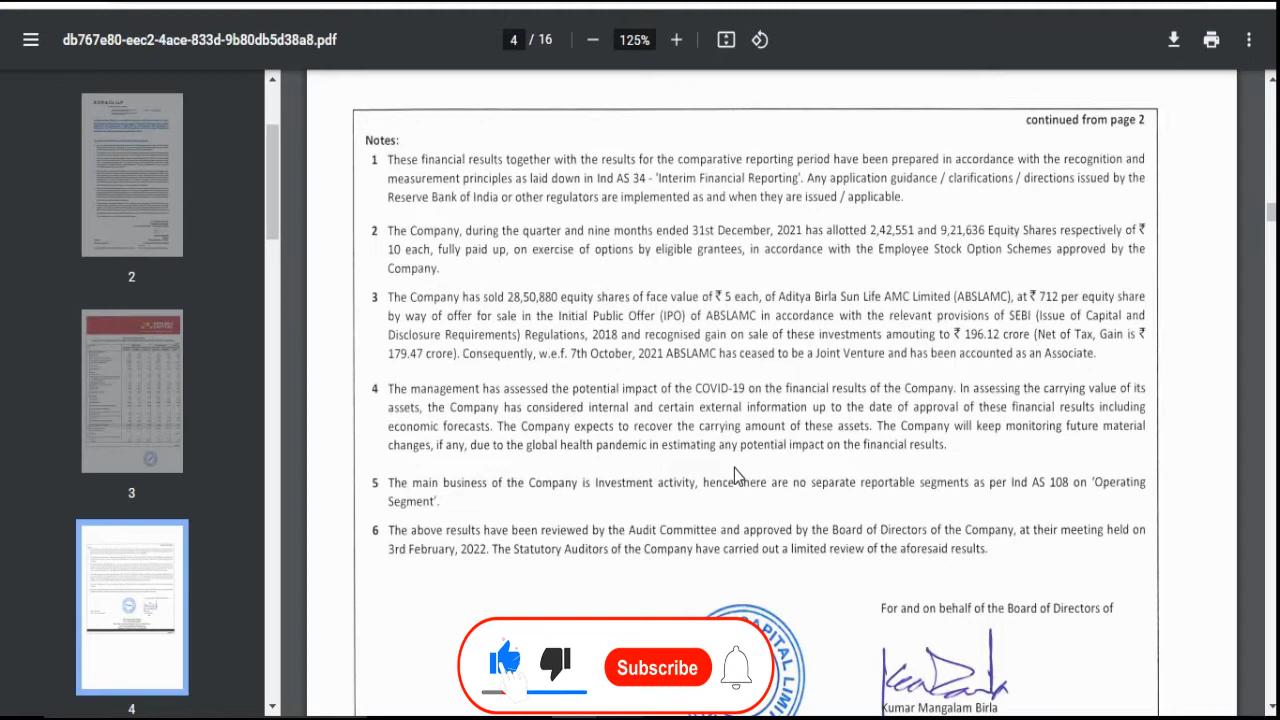 db767e80-eec2-4ace-833d-9b80db5d38a8.pdf
4 / 16
125%
continued from page 2
Notes:
1 These financial results together with the results for the comparative reporting period have been prepared in accordance with the recognition and
measurement principles as laid down in Ind AS 34 - 'Interim Financial Reporting'. Any application guidance / clarifications / directions issued by the
Reserve Bank of India or other regulators are implemented as and when they are issued / applicable.
2 The Company, during the quarter and nine months ended 31st December, 2021 has allotted 2,42,551 and 9,21,636 Equity Shares respectively of ₹
10 each, fully paid up, on exercise of options by eligible grantees, in accordance with the Employee Stock Option Schemes approved by the
Company.
3 The Company has sold 28,50,880 equity shares of face value of ₹ 5 each, of Aditya Birla Sun Life AMC Limited (ABSLAMC), at ₹ 712 per equity share
by way of offer for sale in the Initial Public Offer (IPO) of ABSLAMC in accordance with the relevant provisions of SEBI (Issue of Capital and
Disclosure Requirements) Regulations, 2018 and recognised gain on sale of these investments amouting to ₹ 196.12 crore (Net of Tax, Gain is ₹
179.47 crore). Consequently, w.e.f. 7th October, 2021 ABSLAMC has ceased to be a Joint Venture and has been accounted as an Associate.
4 The management has assessed the potential impact of the COVID-19 on the financial results of the Company. In assessing the carrying value of its
assets, the Company has considered internal and certain external information up to the date of approval of these financial results including
economic forecasts. The Company expects to recover the carrying amount of these assets. The Company will keep monitoring future material
changes, if any, due to the global health pandemic in estimating any potential impact on the financial results.
5 The main business of the Company is Investment activity, hence there are no separate reportable segments as per Ind AS 108 on 'Operating
Segment'.
6 The above results have been reviewed by the Audit Committee and approved by the Board of Directors of the Company, at their meeting held on
3rd February, 2022. The Statutory Auditors of the Company have carried out a limited review of the aforesaid results.
For and on behalf of the Board of Directors of
CAPITAL LIMIT
Kumar Mangalam Birla
Subscribe
2
3
4